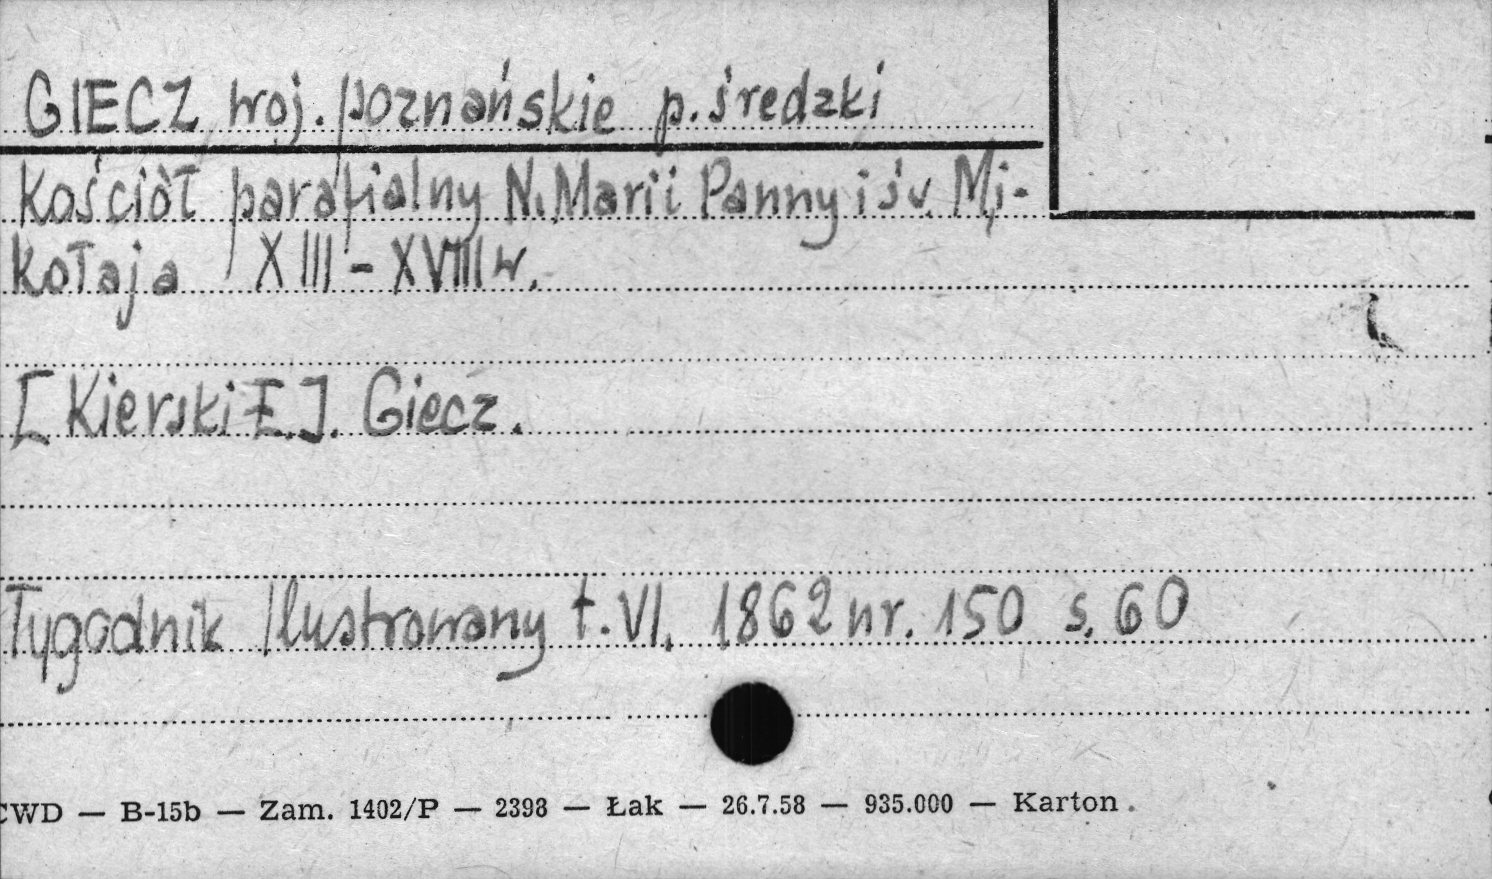 GIECZ, woj. poznańskie p. średzki
Kościół parafialny N. Marii Panny i św. Mi-
kołaja XIII - XVIII w.
[Kierski E.]. Giecz.
Tygodnik Ilustrowany t. VI. 1862 nr. 150 s. 60
CWD — B-15b — Zam. 1402/P — 2393 — Łak — 26.7.58 — 935.000 — Karton